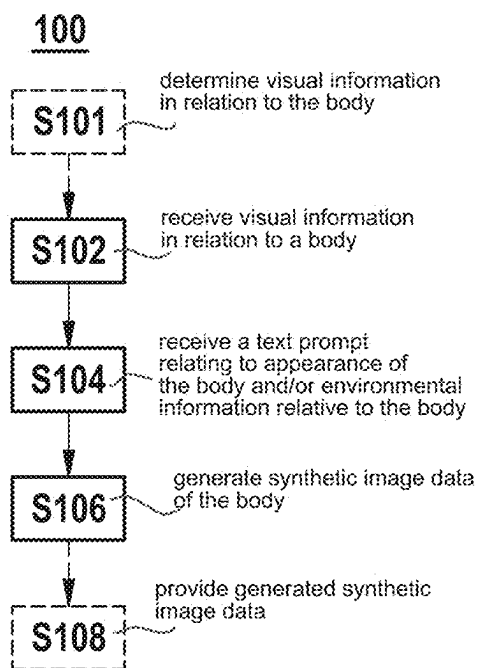 100
S101
determine visual information
in relation to the body
S102
receive visual information
in relation to a body
S104
receive a text prompt
relating to appearance of
the body and/or environmental
information relative to the body
S106
generate synthetic image data
of the body
S108
provide generated synthetic
image data